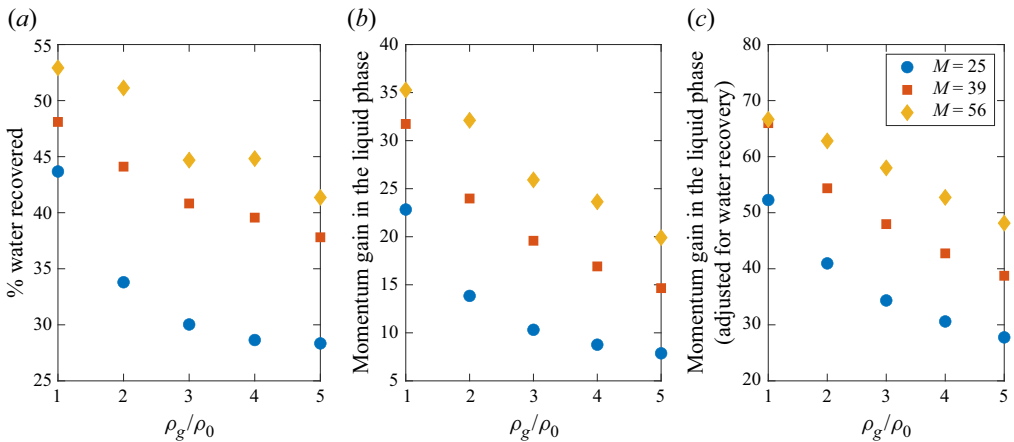 (a)
55
50
45
40
35
30
25
% water recovered
1 2 3 4 5
ρg/ρ0
(b)
40
35
30
25
20
15
10
5
Momentum gain in the liquid phase
1 2 3 4 5
ρg/ρ0
(c)
80
70
60
50
40
30
20
Momentum gain in the liquid phase
(adjusted for water recovery)
M = 25
M = 39
M = 56
1 2 3 4 5
ρg/ρ0